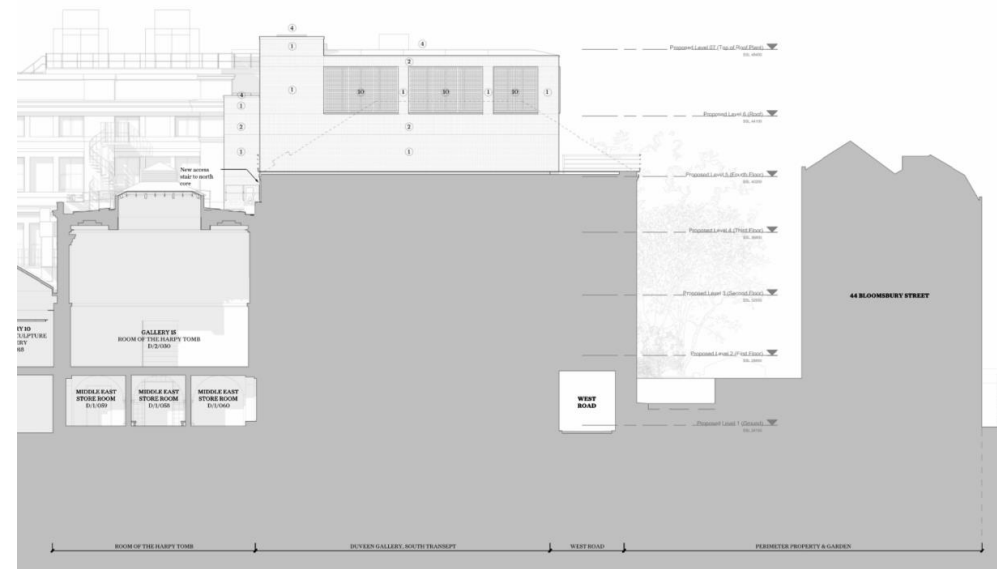 4
4
1
2
1
10
1
10
1
10
1
4
1
2
2
1
1
New access
stair to north
core
Proposed Level 07 (Top of Roof Plant)
Proposed Level 6 (Roof)
Proposed Level 5 (Fourth Floor)
Proposed Level 4 (Third Floor)
Proposed Level 3 (Second Floor)
Proposed Level 2 (First Floor)
Proposed Level 1 (Ground)
44 BLOOMSBURY STREET
RY 10
CULPTURE
ERY
GALLERY 15
ROOM OF THE HARPY TOMB
D/2/030
MIDDLE EAST
STORE ROOM
D/1/059
MIDDLE EAST
STORE ROOM
D/1/058
MIDDLE EAST
STORE ROOM
D/1/060
WEST
ROAD
ROOM OF THE HARPY TOMB
DUVEEN GALLERY, SOUTH TRANSEPT
WEST ROAD
PERIMETER PROPERTY & GARDEN